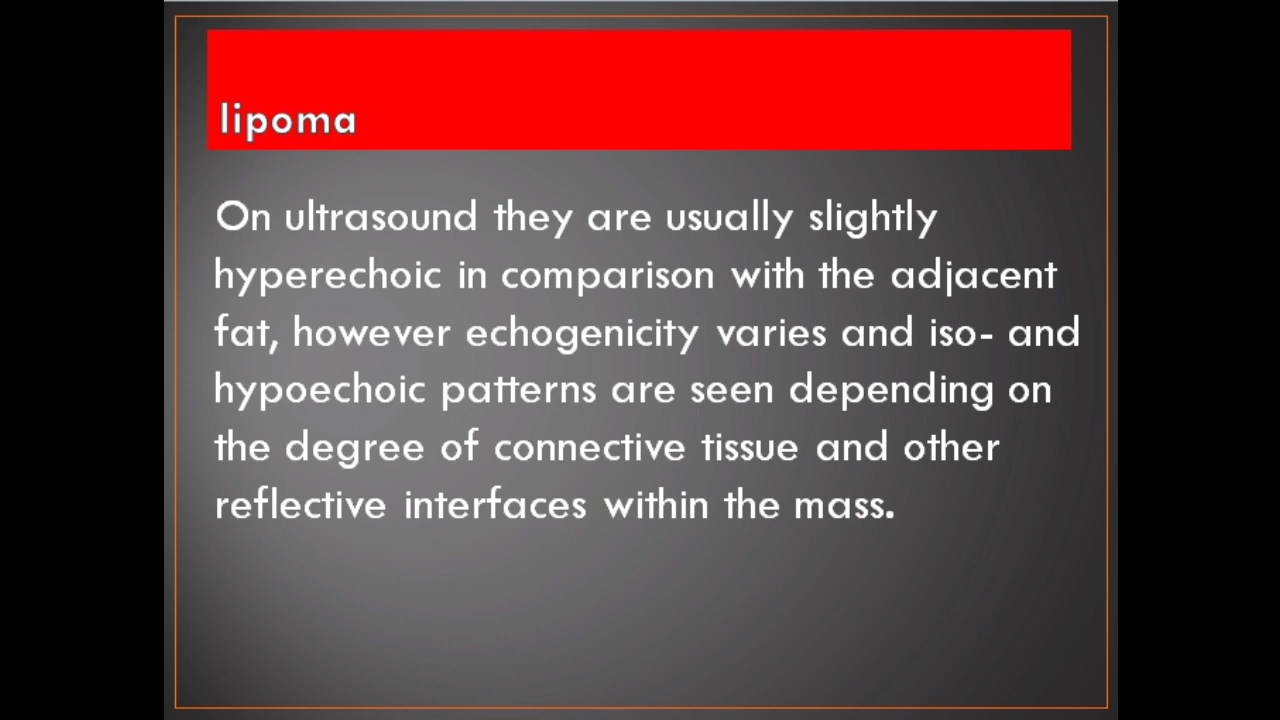 lipoma
On ultrasound they are usually slightly
hyperechoic in comparison with the adjacent
fat, however echogenicity varies and iso- and
hypoechoic patterns are seen depending on
the degree of connective tissue and other
reflective interfaces within the mass.